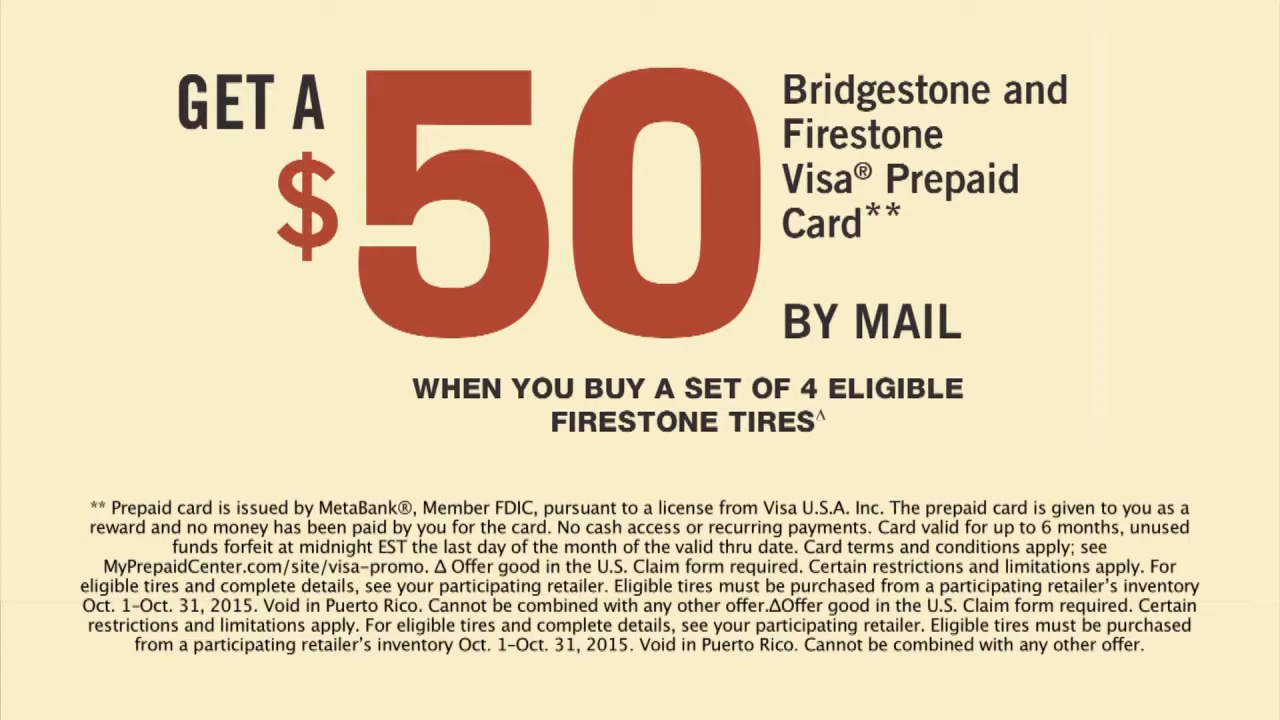 GET A
$50
Bridgestone and
Firestone
Visa® Prepaid
Card**
BY MAIL
WHEN YOU BUY A SET OF 4 ELIGIBLE
FIRESTONE TIRES^
** Prepaid card is issued by MetaBank®, Member FDIC, pursuant to a license from Visa U.S.A. Inc. The prepaid card is given to you as a
reward and no money has been paid by you for the card. No cash access or recurring payments. Card valid for up to 6 months, unused
funds forfeit at midnight EST the last day of the month of the valid thru date. Card terms and conditions apply; see
MyPrepaidCenter.com/site/visa-promo. Δ Offer good in the U.S. Claim form required. Certain restrictions and limitations apply. For
eligible tires and complete details, see your participating retailer. Eligible tires must be purchased from a participating retailer's inventory
Oct. 1–Oct. 31, 2015. Void in Puerto Rico. Cannot be combined with any other offer.ΔOffer good in the U.S. Claim form required. Certain
restrictions and limitations apply. For eligible tires and complete details, see your participating retailer. Eligible tires must be purchased
from a participating retailer's inventory Oct. 1–Oct. 31, 2015. Void in Puerto Rico. Cannot be combined with any other offer.